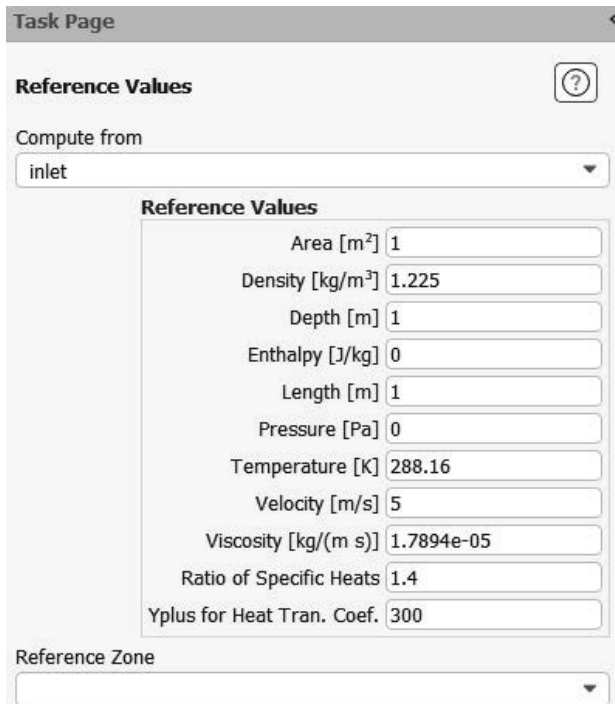 Task Page
Reference Values
Compute from
inlet
Reference Values
Area [m²] 1
Density [kg/m³] 1.225
Depth [m] 1
Enthalpy [J/kg] 0
Length [m] 1
Pressure [Pa] 0
Temperature [K] 288.16
Velocity [m/s] 5
Viscosity [kg/(m s)] 1.7894e-05
Ratio of Specific Heats 1.4
Yplus for Heat Tran. Coef. 300
Reference Zone